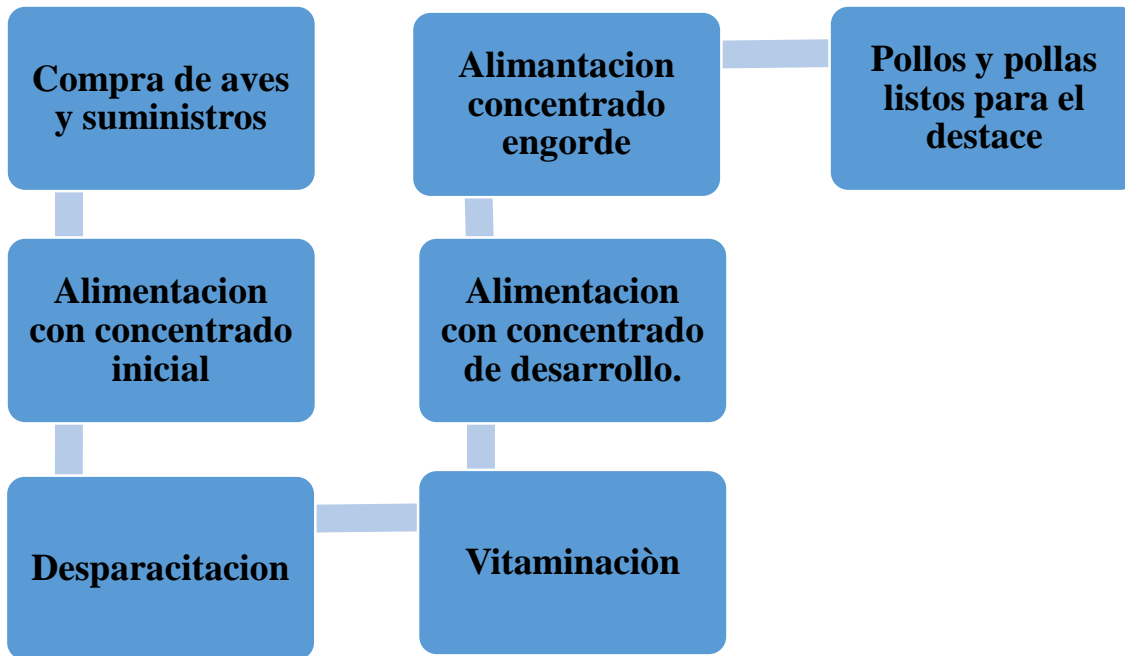 Compra de aves
y suministros
Alimentacion
con concentrado
inicial
Desparacitacion
Vitaminaciòn
Alimentacion
con concentrado
de desarrollo.
Alimantacion
concentrado
engorde
Pollos y pollas
listos para el
destace